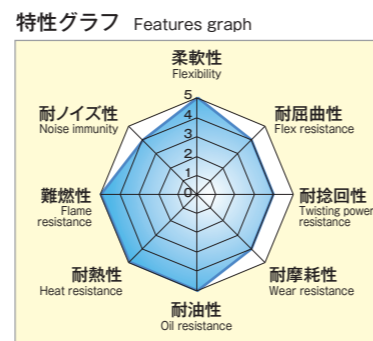 特性グラフ Features graph
柔軟性
Flexibility
5
4
3
2
1
0
耐ノイズ性
Noise immunity
耐屈曲性
Flex resistance
難燃性
Flame
resistance
耐捻回性
Twisting power
resistance
耐熱性
Heat resistance
耐摩耗性
Wear resistance
耐油性
Oil resistance